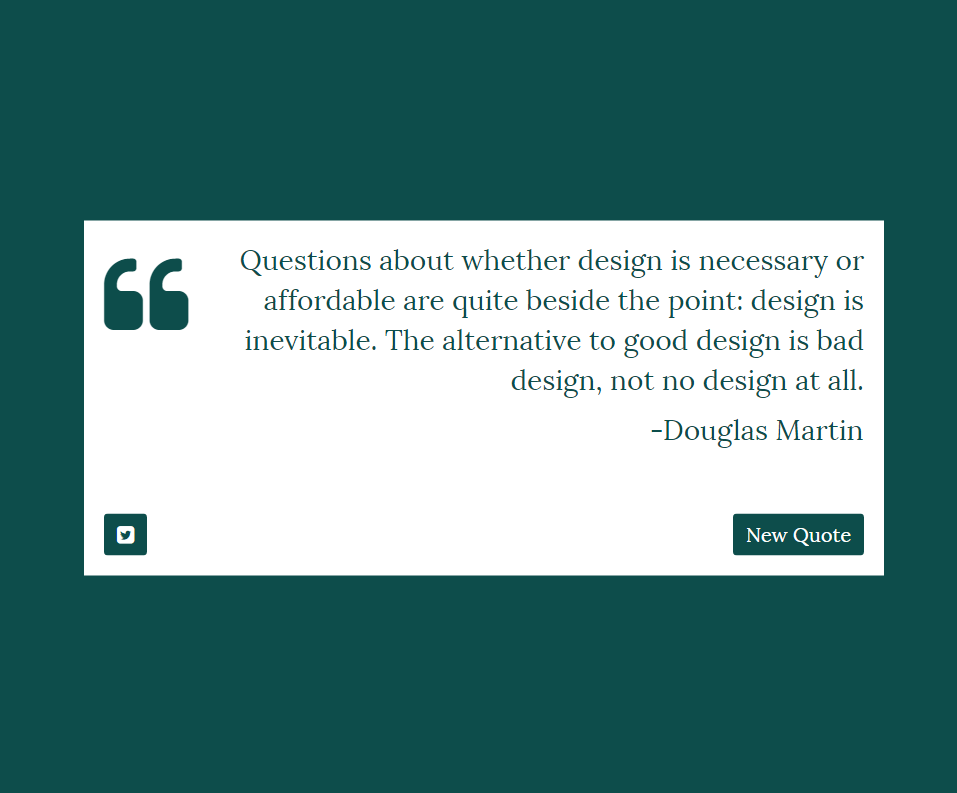 Questions about whether design is necessary or
affordable are quite beside the point: design is
inevitable. The alternative to good design is bad
design, not no design at all.
-Douglas Martin
New Quote